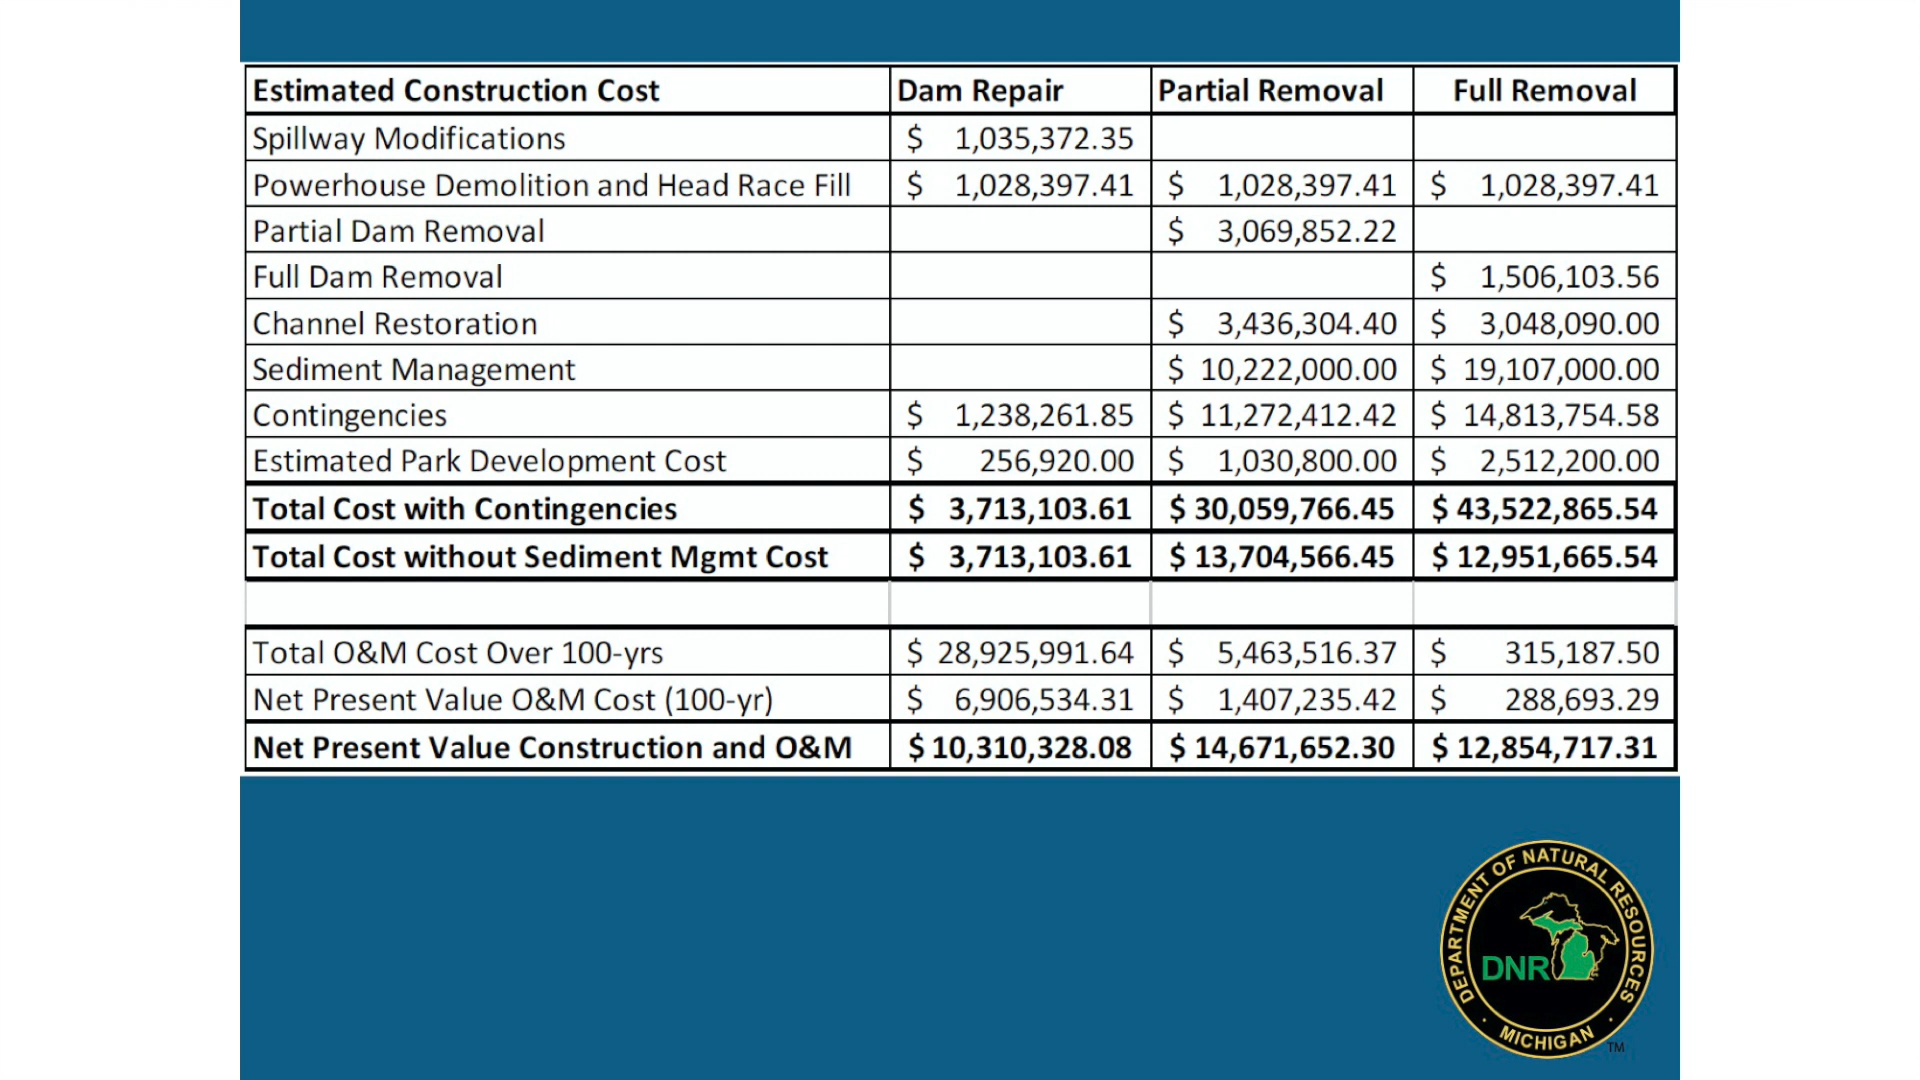 Estimated Construction Cost Dam Repair Partial Removal Full Removal
Spillway Modifications $ 1,035,372.35
Powerhouse Demolition and Head Race Fill $ 1,028,397.41 $ 1,028,397.41 $ 1,028,397.41
Partial Dam Removal $ 3,069,852.22
Full Dam Removal $ 1,506,103.56
Channel Restoration $ 3,436,304.40 $ 3,048,090.00
Sediment Management $ 10,222,000.00 $ 19,107,000.00
Contingencies $ 1,238,261.85 $ 11,272,412.42 $ 14,813,754.58
Estimated Park Development Cost $ 256,920.00 $ 1,030,800.00 $ 2,512,200.00
Total Cost with Contingencies $ 3,713,103.61 $ 30,059,766.45 $ 43,522,865.54
Total Cost without Sediment Mgmt Cost $ 3,713,103.61 $ 13,704,566.45 $ 12,951,665.54
Total O&M Cost Over 100-yrs $ 28,925,991.64 $ 5,463,516.37 $ 315,187.50
Net Present Value O&M Cost (100-yr) $ 6,906,534.31 $ 1,407,235.42 $ 288,693.29
Net Present Value Construction and O&M $ 10,310,328.08 $ 14,671,652.30 $ 12,854,717.31
DEPARTMENT OF NATURAL RESOURCES
DNR
MICHIGAN
TM